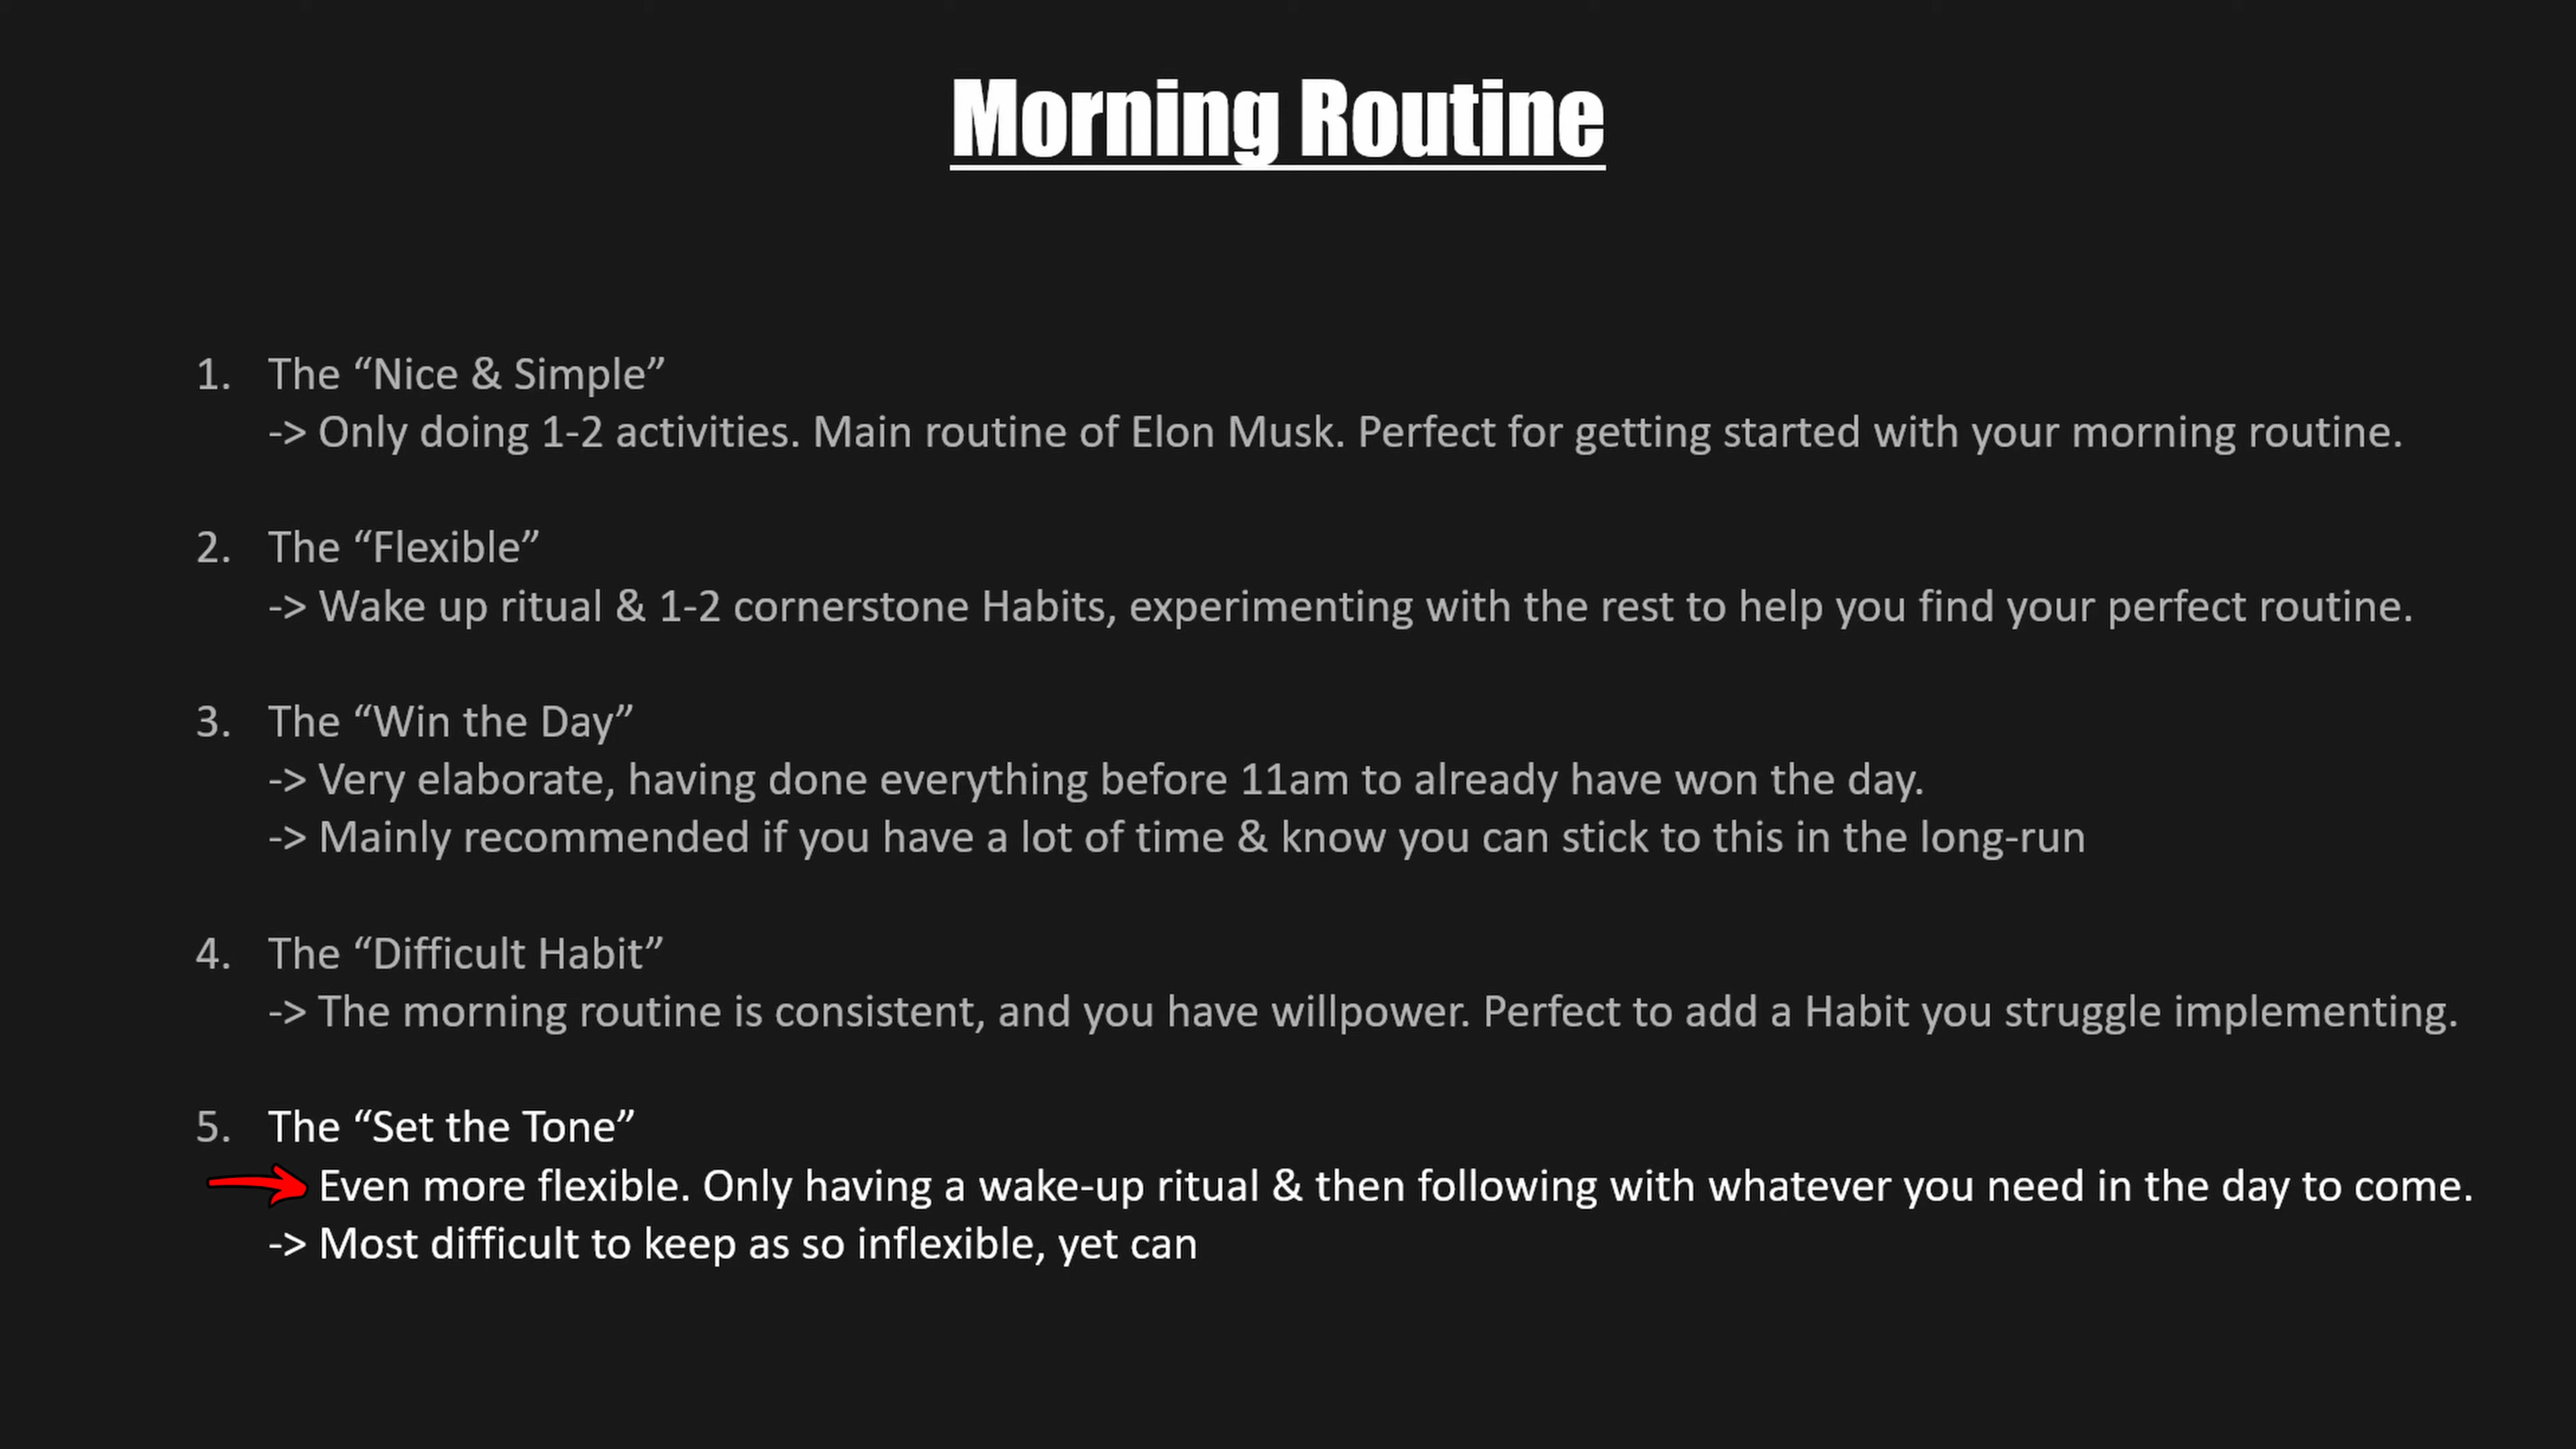 Morning Routine
1. The “Nice & Simple”
-> Only doing 1-2 activities. Main routine of Elon Musk. Perfect for getting started with your morning routine.
2. The “Flexible”
-> Wake up ritual & 1-2 cornerstone Habits, experimenting with the rest to help you find your perfect routine.
3. The “Win the Day”
-> Very elaborate, having done everything before 11am to already have won the day.
-> Mainly recommended if you have a lot of time & know you can stick to this in the long-run
4. The “Difficult Habit”
-> The morning routine is consistent, and you have willpower. Perfect to add a Habit you struggle implementing.
5. The “Set the Tone”
Even more flexible. Only having a wake-up ritual & then following with whatever you need in the day to come.
-> Most difficult to keep as so inflexible, yet can